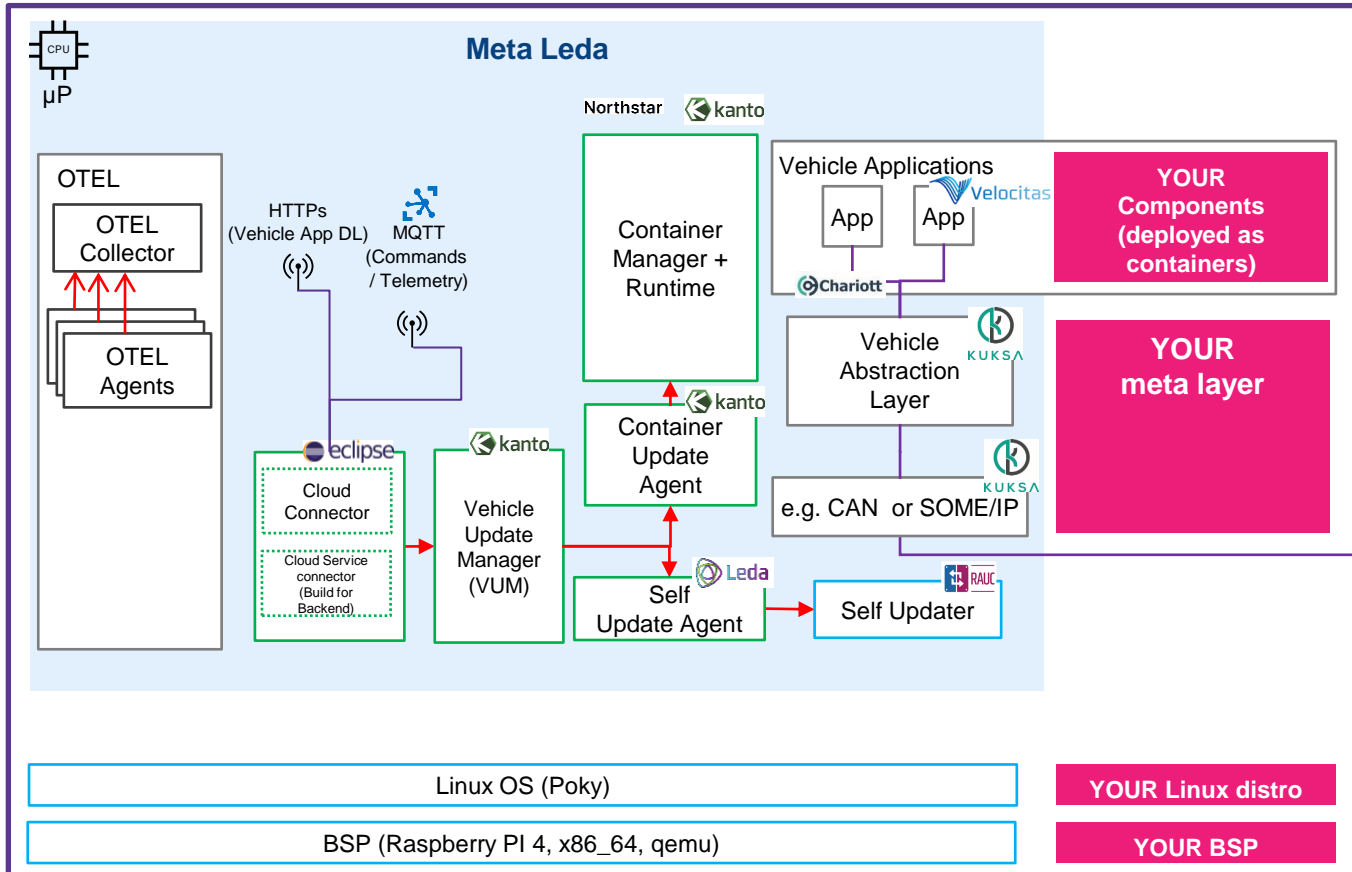 Meta Leda
CPU
µP
Northstar
kanto
OTEL
OTEL
Collector
OTEL
Agents
HTTPs
(Vehicle App DL)
MQTT
(Commands
/ Telemetry)
Container
Manager +
Runtime
Vehicle Applications
App
App
Velocitas
Chariott
YOUR
Components
(deployed as
containers)
Vehicle
Abstraction
Layer
KUKSA
YOUR
meta layer
kanto
Container
Update
Agent
eclipse
Cloud
Connector
Cloud Service
connector
(Build for
Backend)
kanto
Vehicle
Update
Manager
(VUM)
KUKSA
e.g. CAN or SOME/IP
Leda
Self
Update Agent
RAUC
Self Updater
Linux OS (Poky)
YOUR Linux distro
BSP (Raspberry PI 4, x86_64, qemu)
YOUR BSP